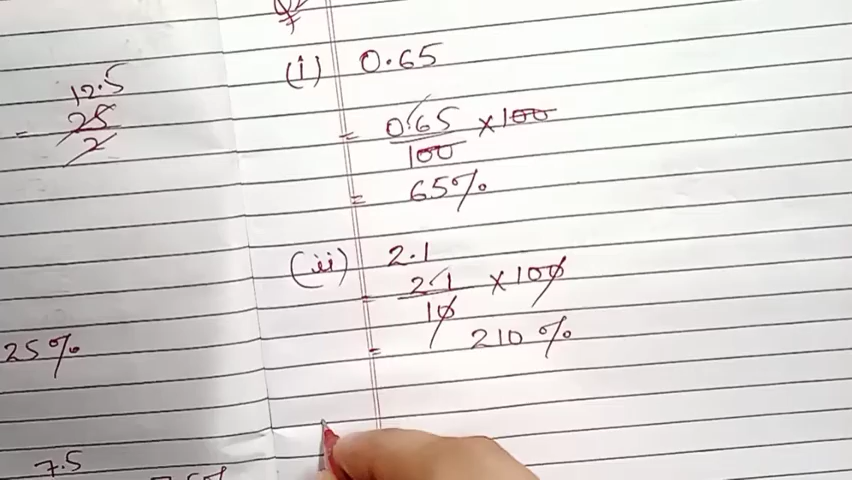 12.5
= 25
2
25%
7.5
(i) 0.65
= 0.65/100 × 100
= 65%
(ii) 2.1
= 2.1/10 × 100
= 210%